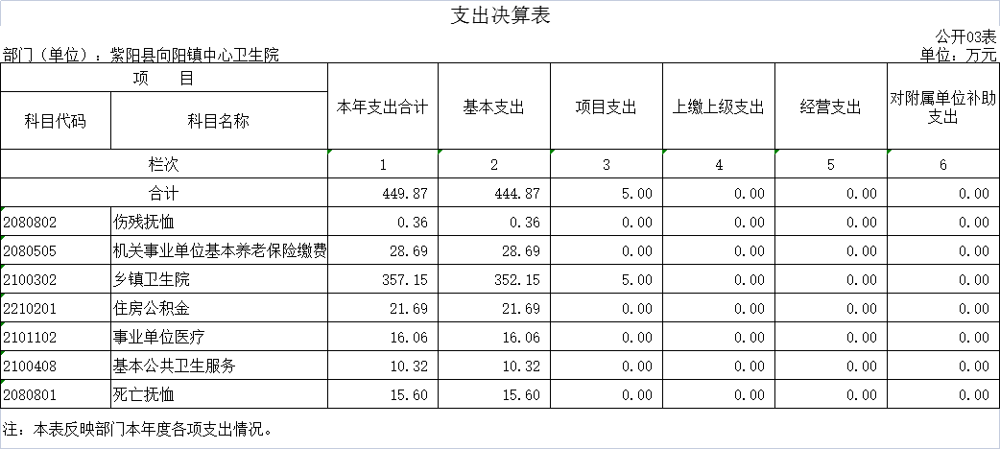 支出决算表
公开03表
部门（单位）：紫阳县向阳镇中心卫生院 单位：万元
项 目 本年支出合计 基本支出 项目支出 上缴上级支出 经营支出 对附属单位补助
支出
科目代码 科目名称
栏次 1 2 3 4 5 6
合计 449.87 444.87 5.00 0.00 0.00 0.00
2080802 伤残抚恤 0.36 0.36 0.00 0.00 0.00 0.00
2080505 机关事业单位基本养老保险缴费 28.69 28.69 0.00 0.00 0.00 0.00
2100302 乡镇卫生院 357.15 352.15 5.00 0.00 0.00 0.00
2210201 住房公积金 21.69 21.69 0.00 0.00 0.00 0.00
2101102 事业单位医疗 16.06 16.06 0.00 0.00 0.00 0.00
2100408 基本公共卫生服务 10.32 10.32 0.00 0.00 0.00 0.00
2080801 死亡抚恤 15.60 15.60 0.00 0.00 0.00 0.00
注：本表反映部门本年度各项支出情况。